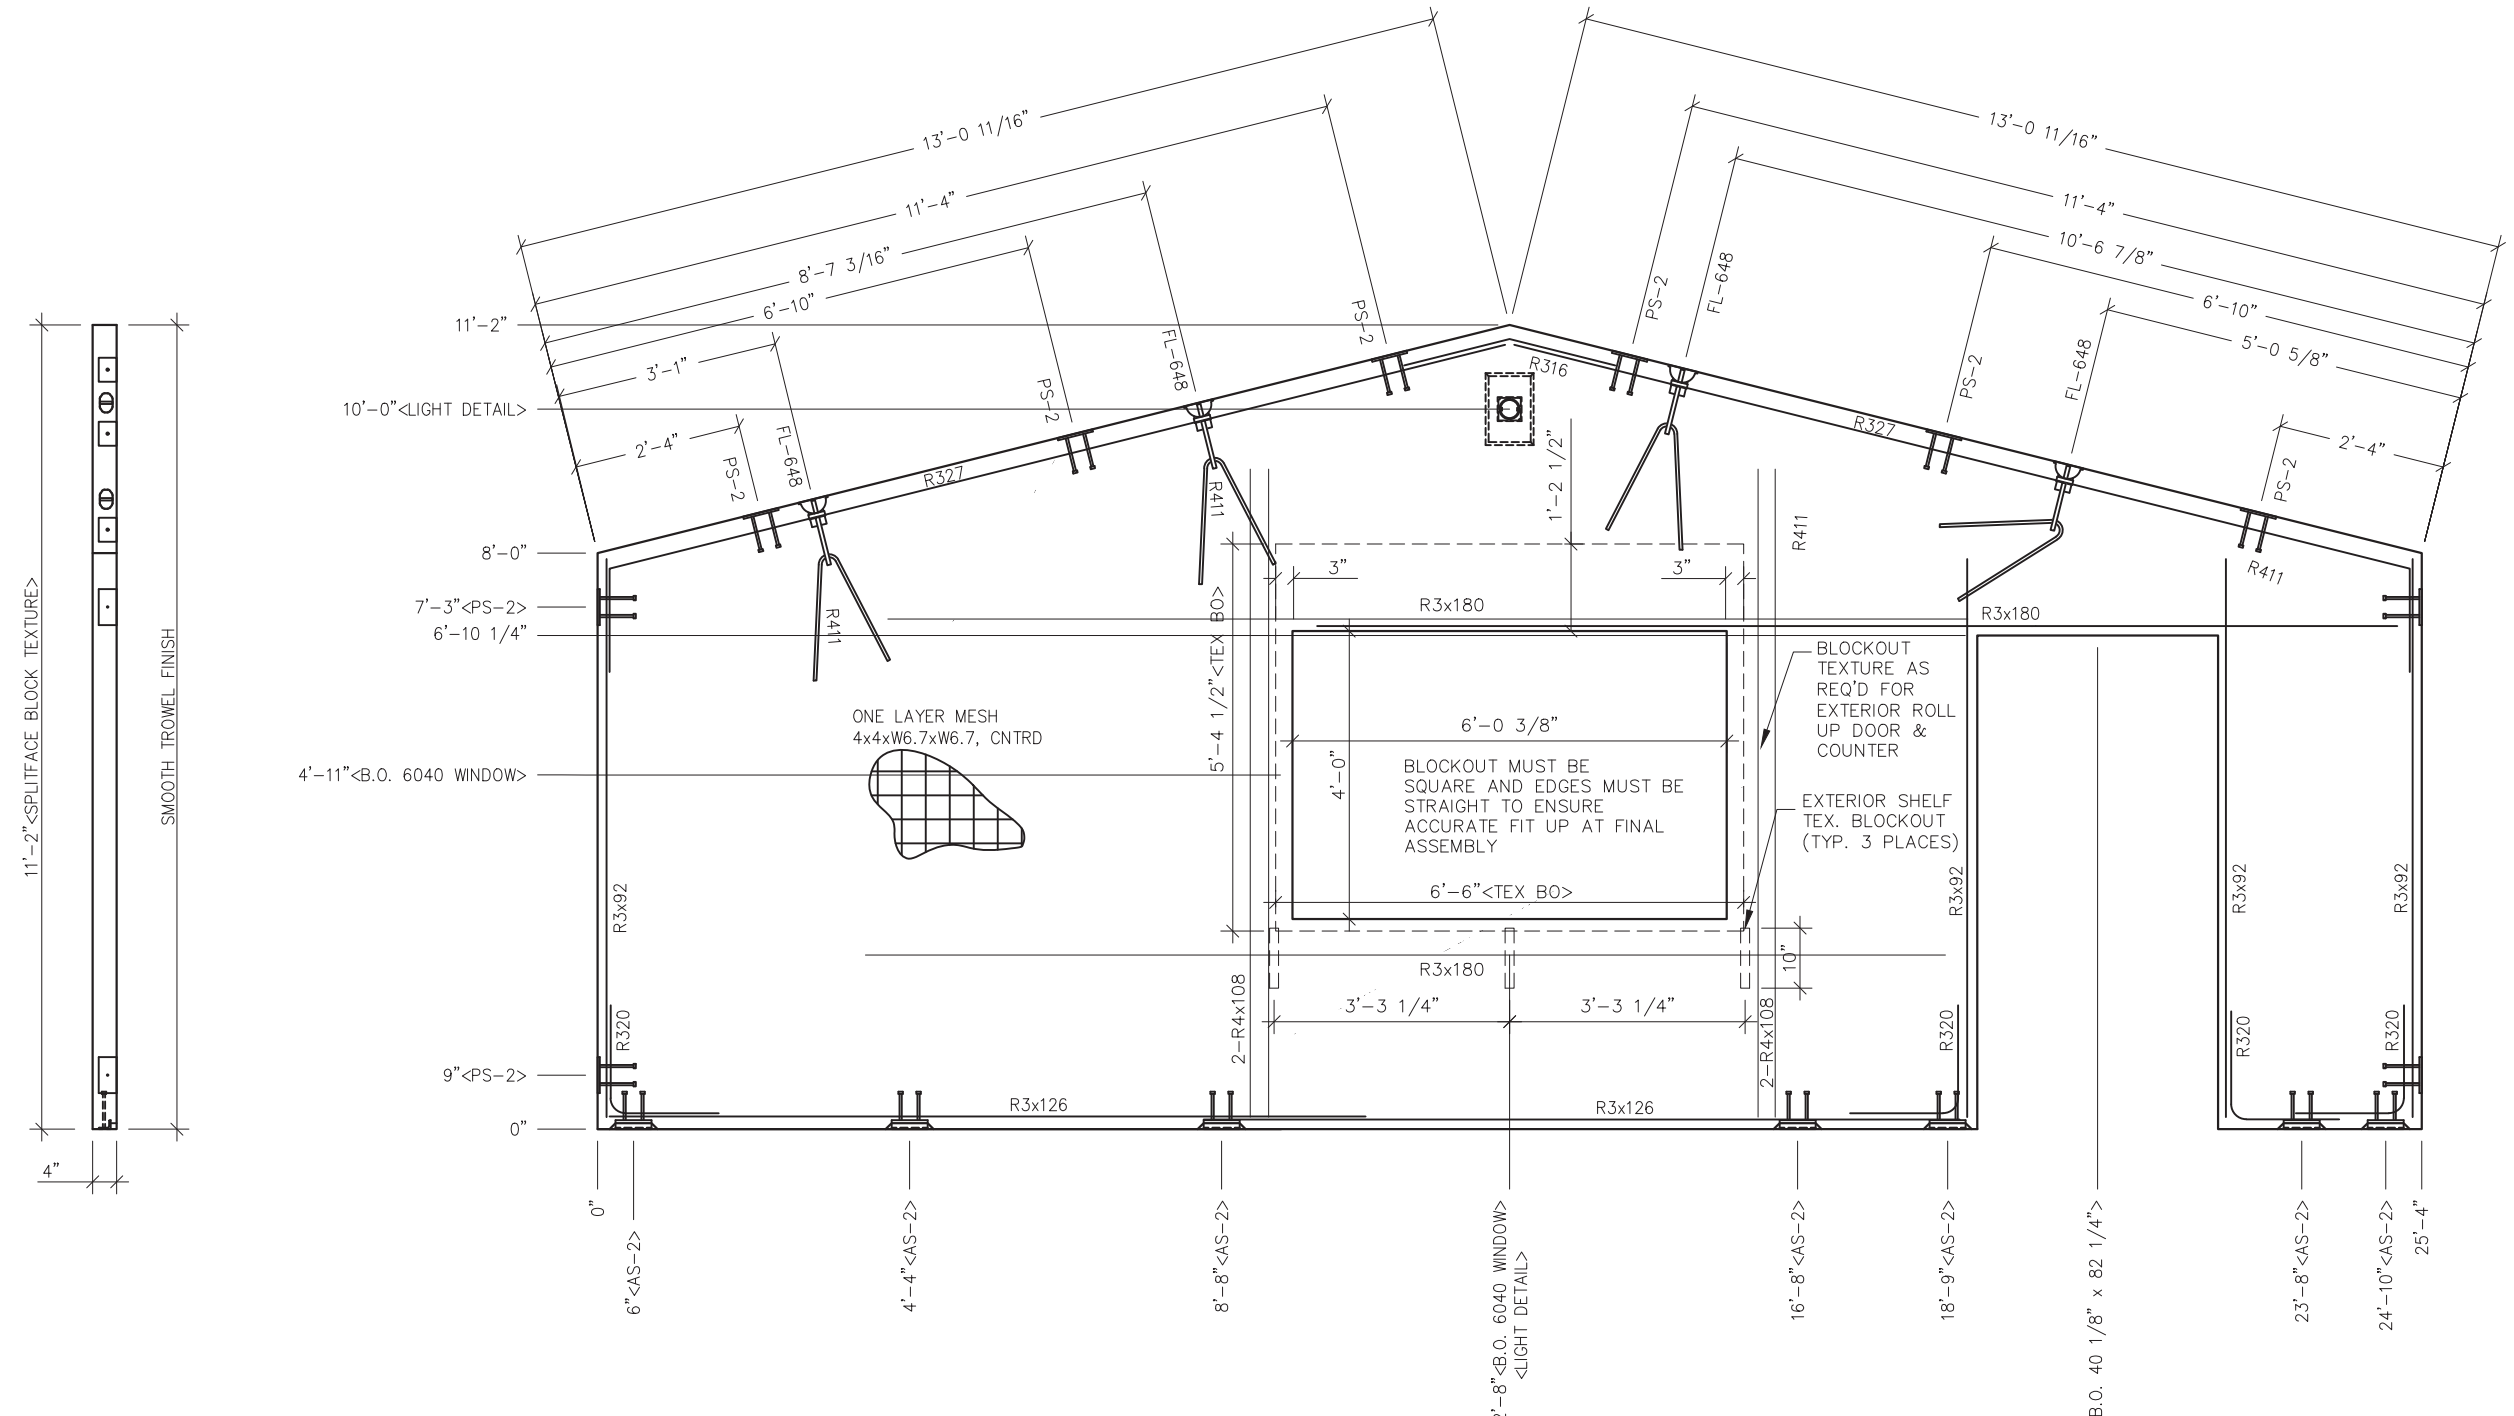 13'-0 11/16"
11'-4"
8'-7 3/16"
6'-10"
3'-1"
2'-4"
13'-0 11/16"
11'-4"
10'-6 7/8"
6'-10"
5'-0 5/8"
2'-4"
PS-2
FL-648
PS-2
FL-648
PS-2
PS-2
FL-648
PS-2
FL-648
PS-2
11'-2"
10'-0"<LIGHT DETAIL>
8'-0"
7'-3"<PS-2>
6'-10 1/4"
4'-11"<B.O. 6040 WINDOW>
9"<PS-2>
0"
11'-2"<SPLITFACE BLOCK TEXTURE>
SMOOTH TROWEL FINISH
4"
R327
R316
R327
R411
R411
R411
R411
1'-2 1/2"
3"
3"
R3x180
R3x180
5'-4 1/2"<TEX BO>
ONE LAYER MESH
4x4xW6.7xW6.7, CNTRD
6'-0 3/8"
4'-0"
BLOCKOUT MUST BE
SQUARE AND EDGES MUST BE
STRAIGHT TO ENSURE
ACCURATE FIT UP AT FINAL
ASSEMBLY
6'-6"<TEX BO>
BLOCKOUT
TEXTURE AS
REQ'D FOR
EXTERIOR ROLL
UP DOOR &
COUNTER
EXTERIOR SHELF
TEX. BLOCKOUT
(TYP. 3 PLACES)
R3x92
R3x92
R3x92
R3x92
R3x180
10"
3'-3 1/4"
3'-3 1/4"
2-R4x108
2-R4x108
R320
R320
R320
R320
R3x126
R3x126
0"
6"<AS-2>
4'-4"<AS-2>
8'-8"<AS-2>
2'-8"<B.O. 6040 WINDOW>
<LIGHT DETAIL>
16'-8"<AS-2>
18'-9"<AS-2>
B.O. 40 1/8" x 82 1/4">
23'-8"<AS-2>
24'-10"<AS-2>
25'-4"